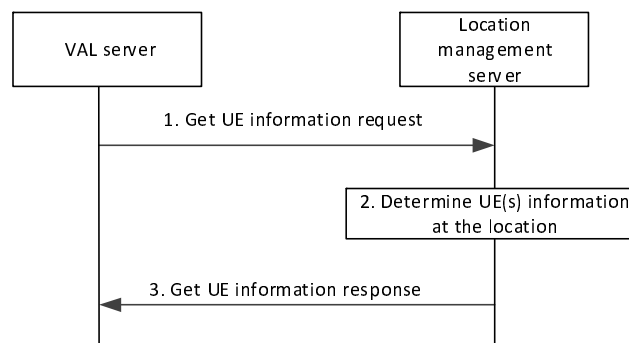 VAL server
Location
management
server
1. Get UE information request
2. Determine UE(s) information
at the location
3. Get UE information response